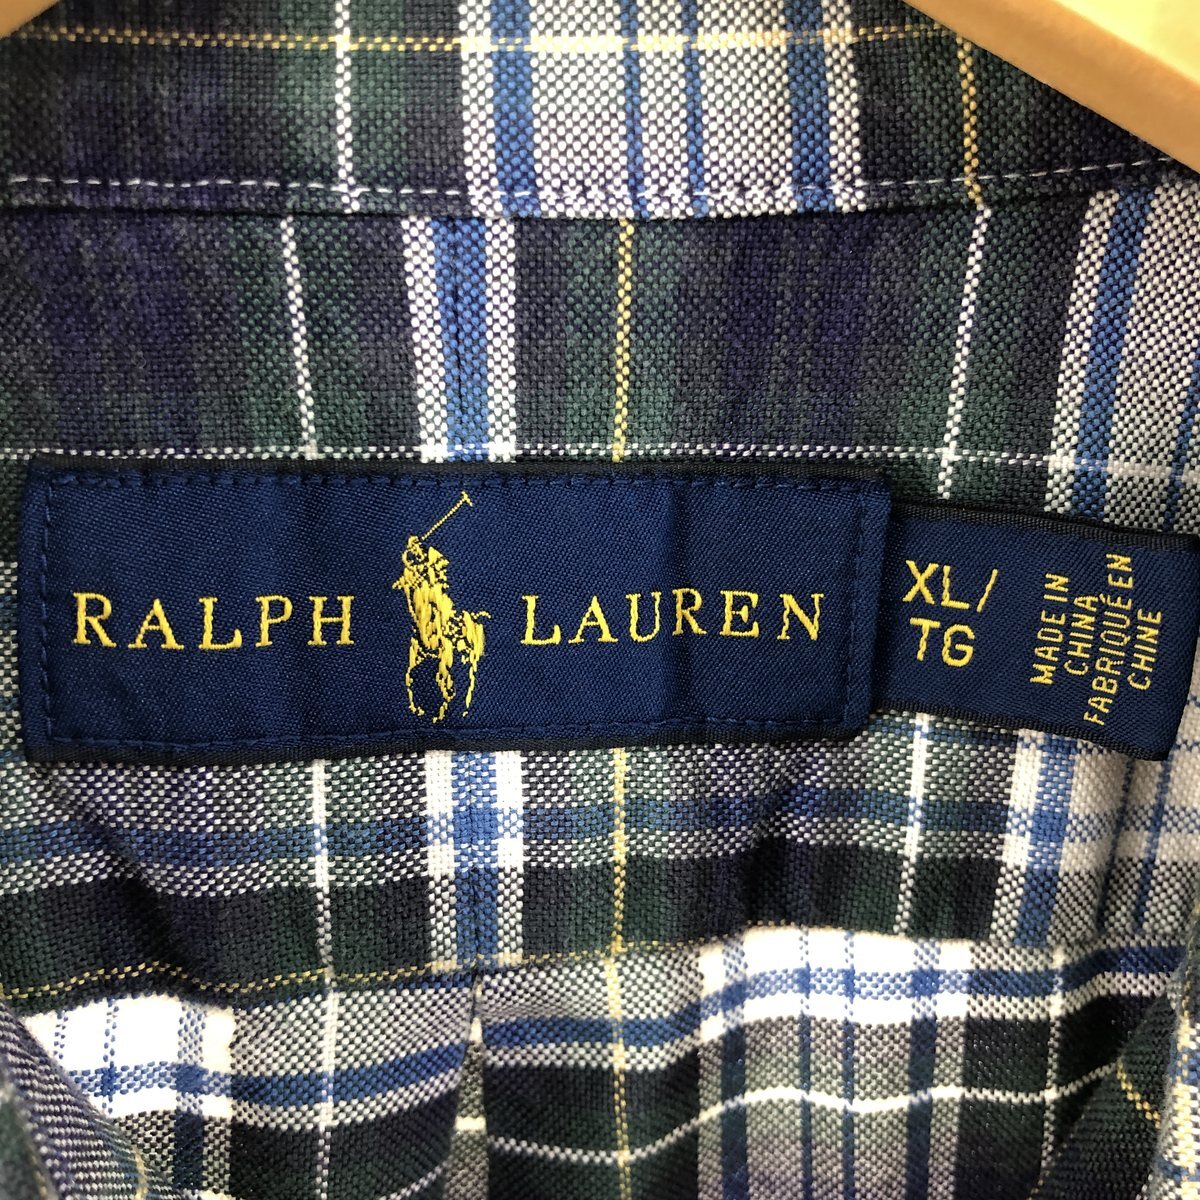 RALPH LAUREN
XL/
TG
MADE IN
CHINA
FABRIQUÉ EN
CHINE